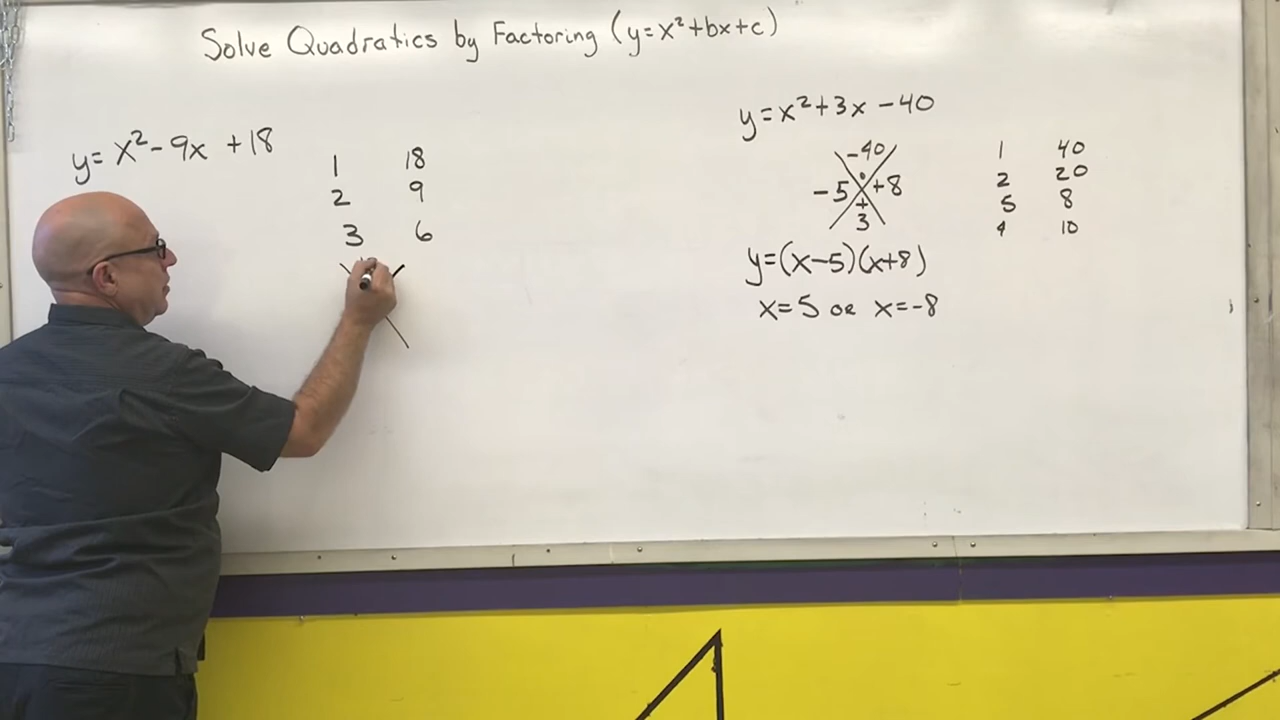 Solve Quadratics by Factoring (y=x²+bx+c)
y=x²-9x+18
1 18
2 9
3 6
y=x²+3x-40
-40
-5 +8
+
3
1 40
2 20
5 8
4 10
y=(x-5)(x+8)
x=5 or x=-8